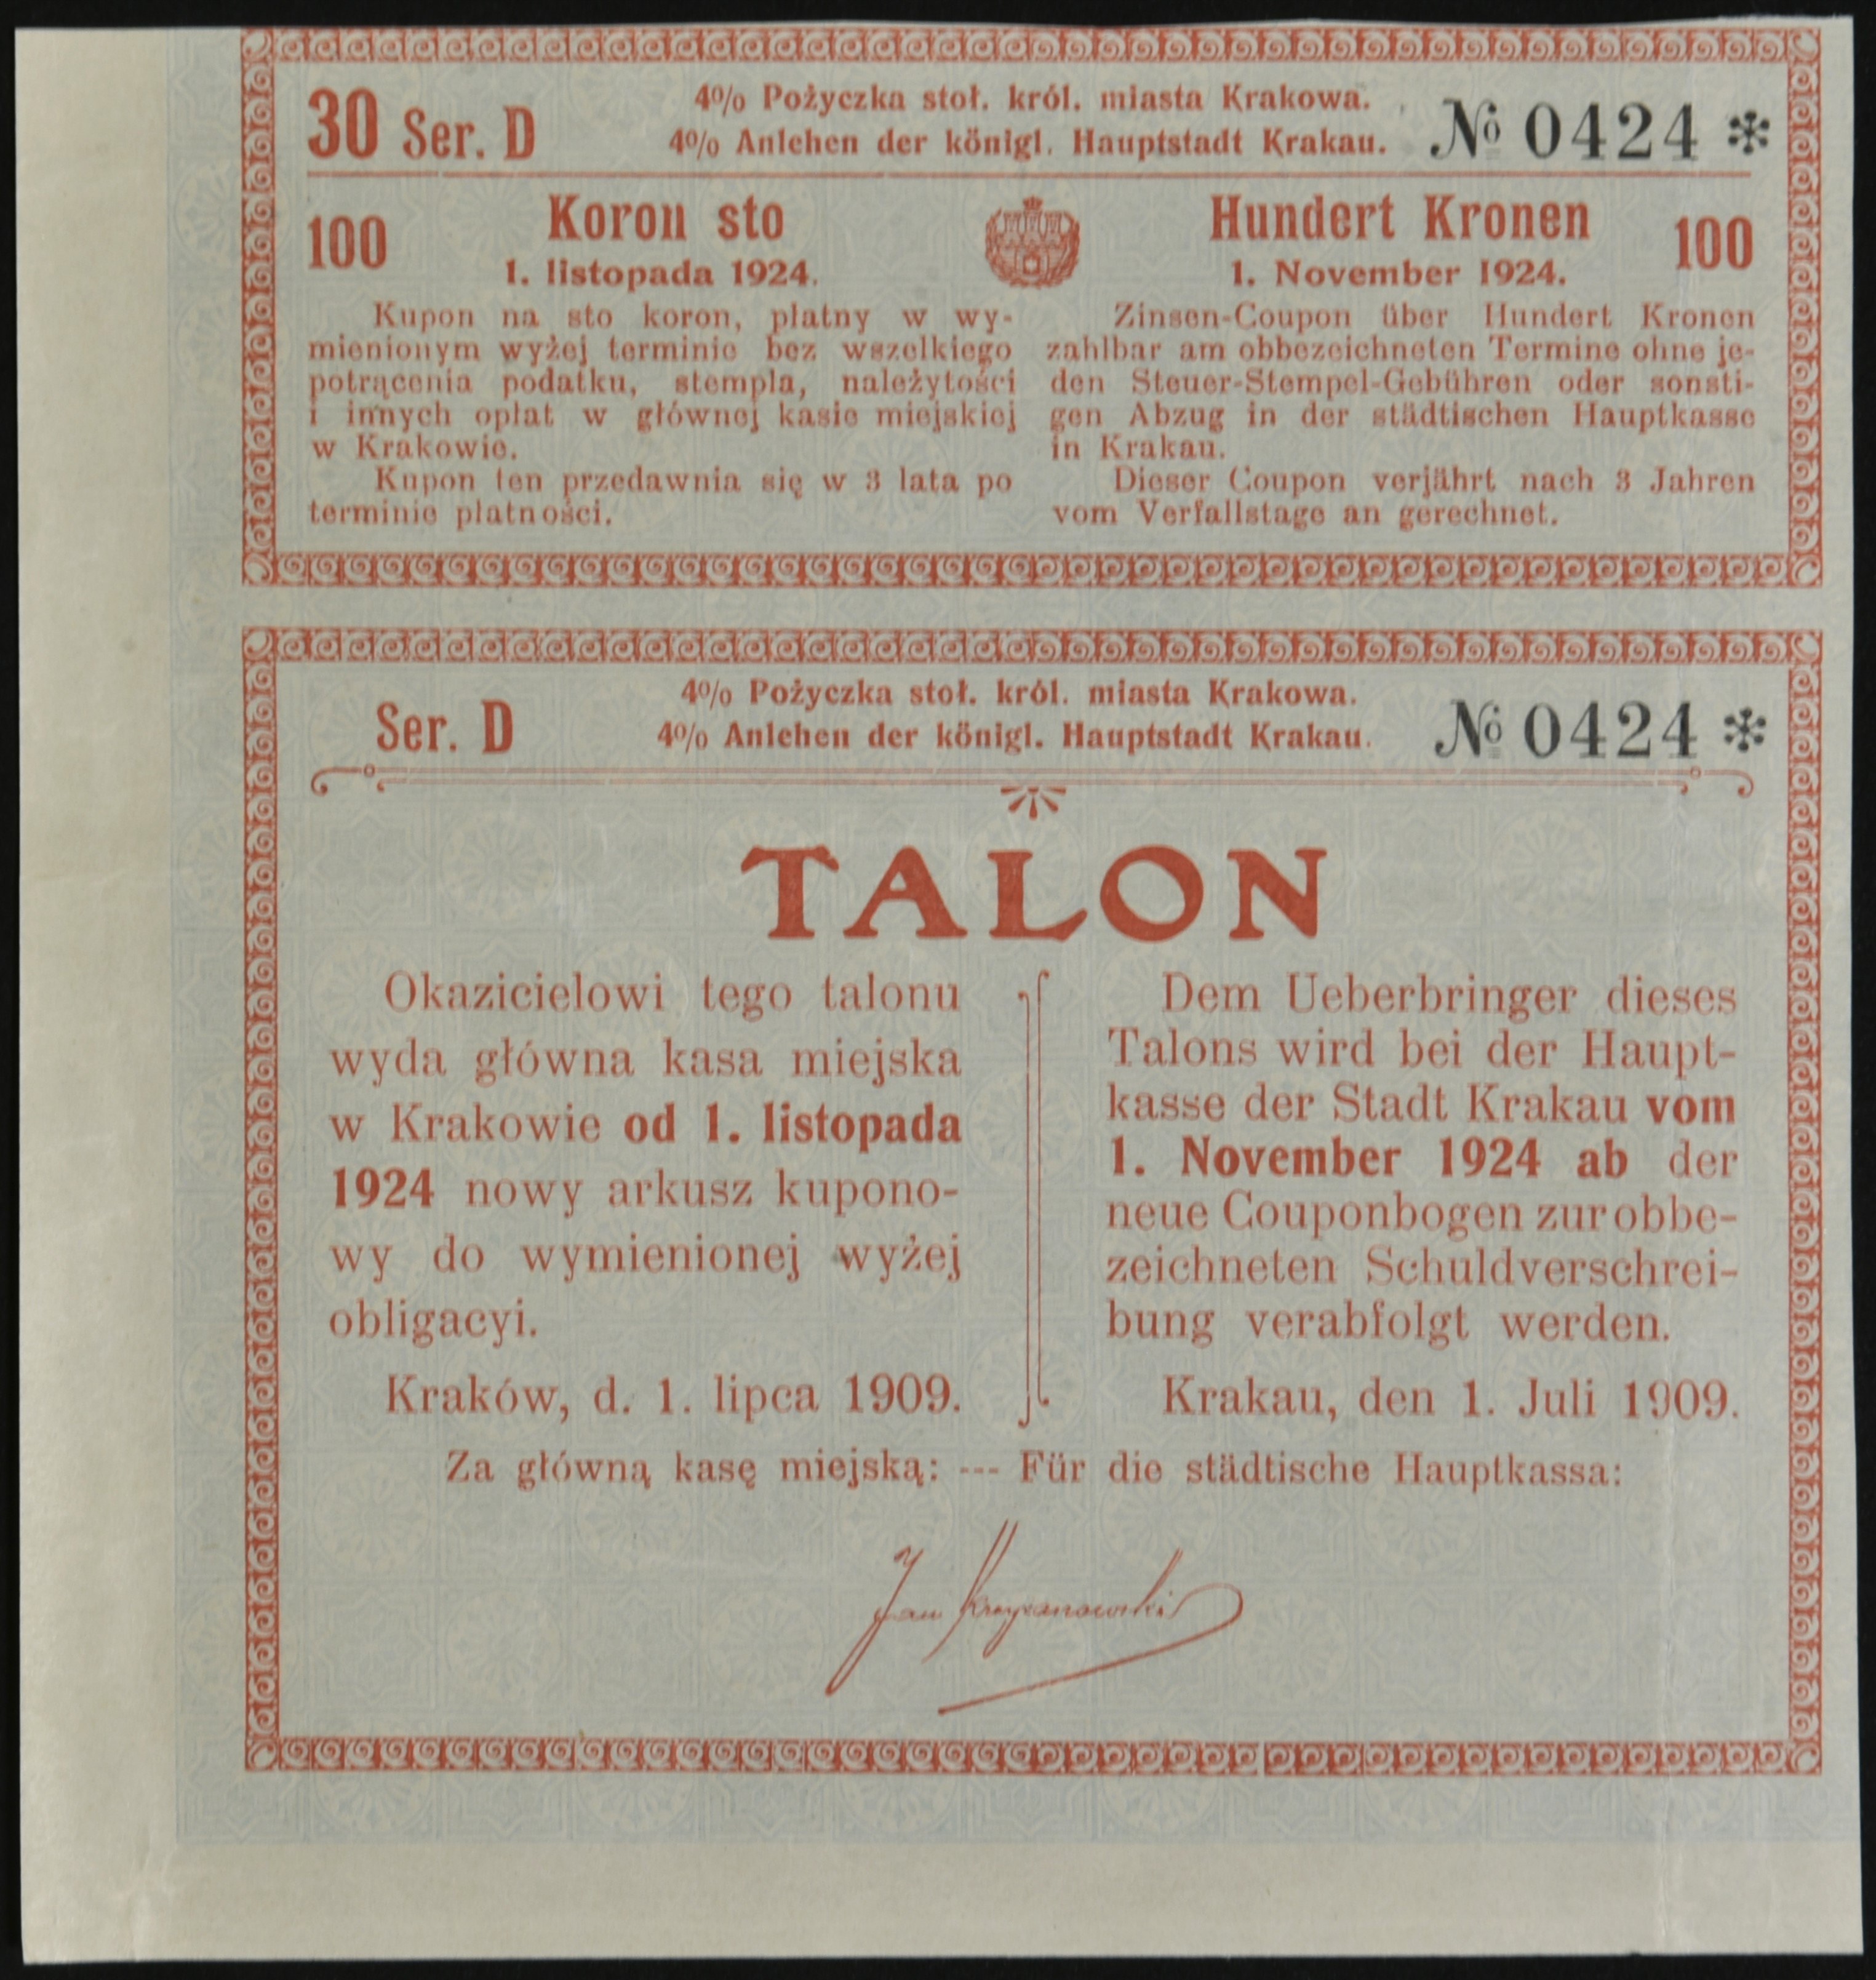 30 Ser. D
4% Pożyczka stoł. król. miasta Krakowa.
4% Anlehen der königl. Hauptstadt Krakau.
№ 0424 *
100
Koron sto
1. listopada 1924.
Hundert Kronen
1. November 1924.
100
Kupon na sto koron, płatny w wy-
mienionym wyżej terminie bez wszelkiego
potrącenia podatku, stempla, należytości
i innych opłat w głównej kasie miejskiej
w Krakowie.
Kupon ten przedawnia się w 3 lata po
terminie płatności.
Zinsen-Coupon über Hundert Kronen
zahlbar am obbezeichneten Termine ohne je-
den Steuer-Stempel-Gebühren oder sonsti-
gen Abzug in der städtischen Hauptkasse
in Krakau.
Dieser Coupon verjährt nach 3 Jahren
vom Verfallstage an gerechnet.
Ser. D
4% Pożyczka stoł. król. miasta Krakowa.
4% Anlehen der königl. Hauptstadt Krakau.
№ 0424 *
TALON
Okazicielowi tego talonu
wyda główna kasa miejska
w Krakowie od 1. listopada
1924 nowy arkusz kupono-
wy do wymienionej wyżej
obligacyi.
Kraków, d. 1. lipca 1909.
Dem Ueberbringer dieses
Talons wird bei der Haupt-
kasse der Stadt Krakau vom
1. November 1924 ab der
neue Couponbogen zur obbe-
zeichneten Schuldverschrei-
bung verabfolgt werden.
Krakau, den 1. Juli 1909.
Za główną kasę miejską: --- Für die städtische Hauptkassa:
Jan Krzyżanowski